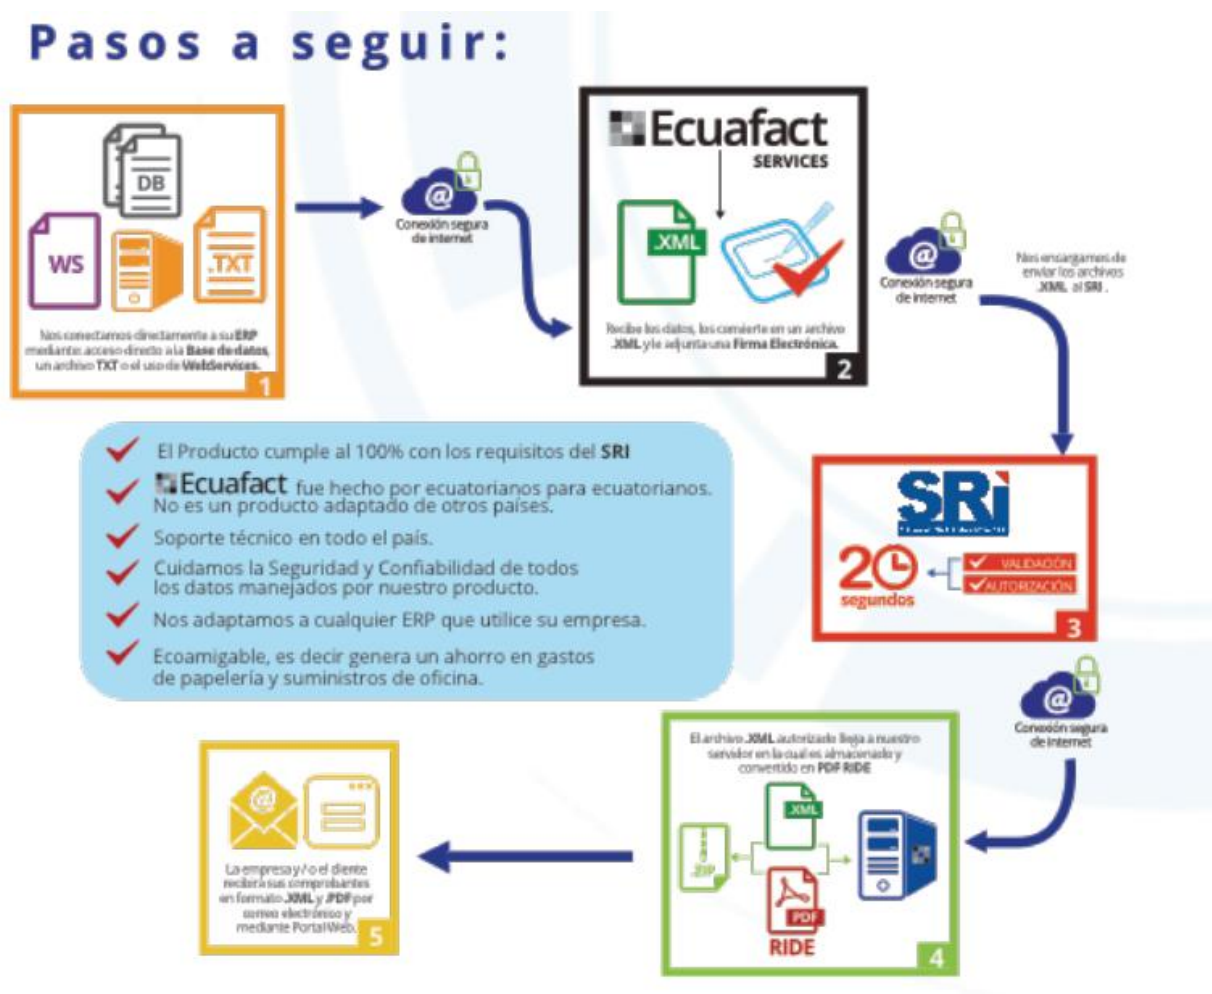 Pasos a seguir:
DB
WS
.TXT
Nos conectamos directamente a su ERP
mediante: acceso directo a la Base de datos,
un archivo TXT o el uso de WebServices.
1
Conexión segura
de internet
Ecuafact
SERVICES
.XML
Recibe los datos, los convierte en un archivo
.XML y le adjunta una Firma Electrónica.
2
Conexión segura
de internet
Nos encargamos de
enviar los archivos
.XML al SRI .
El Producto cumple al 100% con los requisitos del SRI
Ecuafact fue hecho por ecuatorianos para ecuatorianos.
No es un producto adaptado de otros países.
Soporte técnico en todo el país.
Cuidamos la Seguridad y Confiabilidad de todos
los datos manejados por nuestro producto.
Nos adaptamos a cualquier ERP que utilice su empresa.
Ecoamigable, es decir genera un ahorro en gastos
de papelería y suministros de oficina.
SRi
20
segundos
VALIDACIÓN
AUTORIZACIÓN
3
Conexión segura
de internet
El archivo .XML autorizado llega a nuestro
servidor en la cual es almacenado y
convertido en PDF RIDE
.XML
.ZIP
PDF
RIDE
4
La empresa y / o el cliente
recibirá sus comprobantes
en formato .XML y .PDF por
correo electrónico y
mediante Portal Web.
5